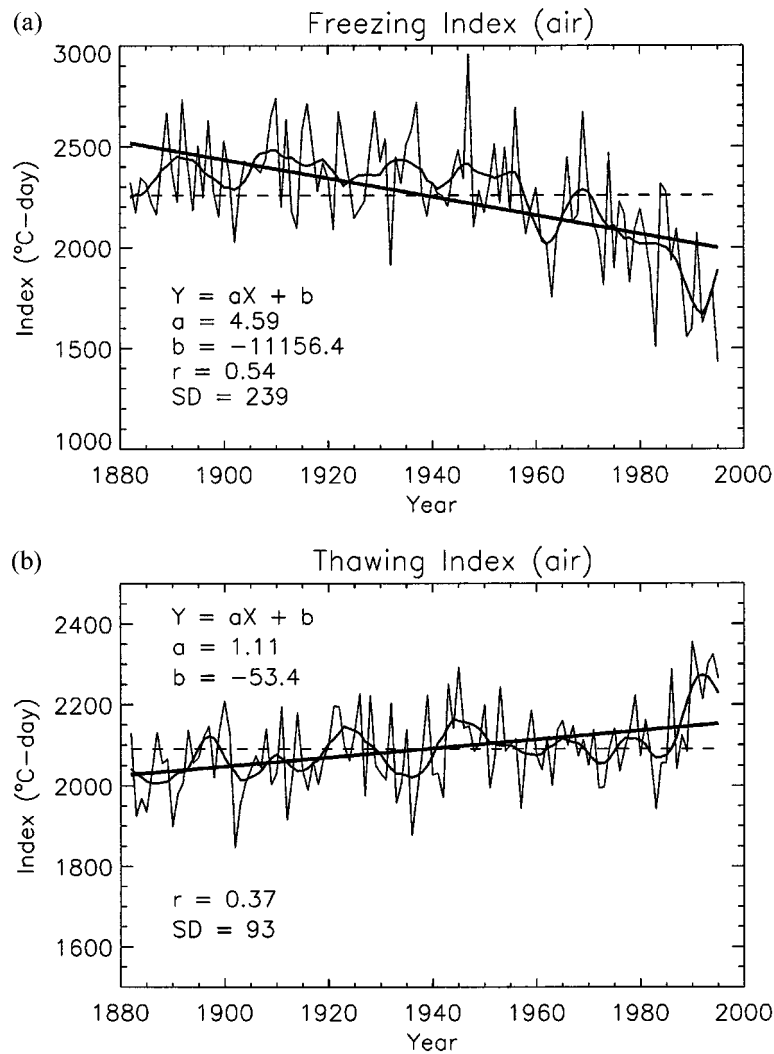 (a)
Freezing Index (air)
3000
2500
2000
1500
1000
Index (°C−day)
Y = aX + b
a = 4.59
b = −11156.4
r = 0.54
SD = 239
1880 1900 1920 1940 1960 1980 2000
Year
(b)
Thawing Index (air)
2400
2200
2000
1800
1600
Index (°C−day)
Y = aX + b
a = 1.11
b = −53.4
r = 0.37
SD = 93
1880 1900 1920 1940 1960 1980 2000
Year